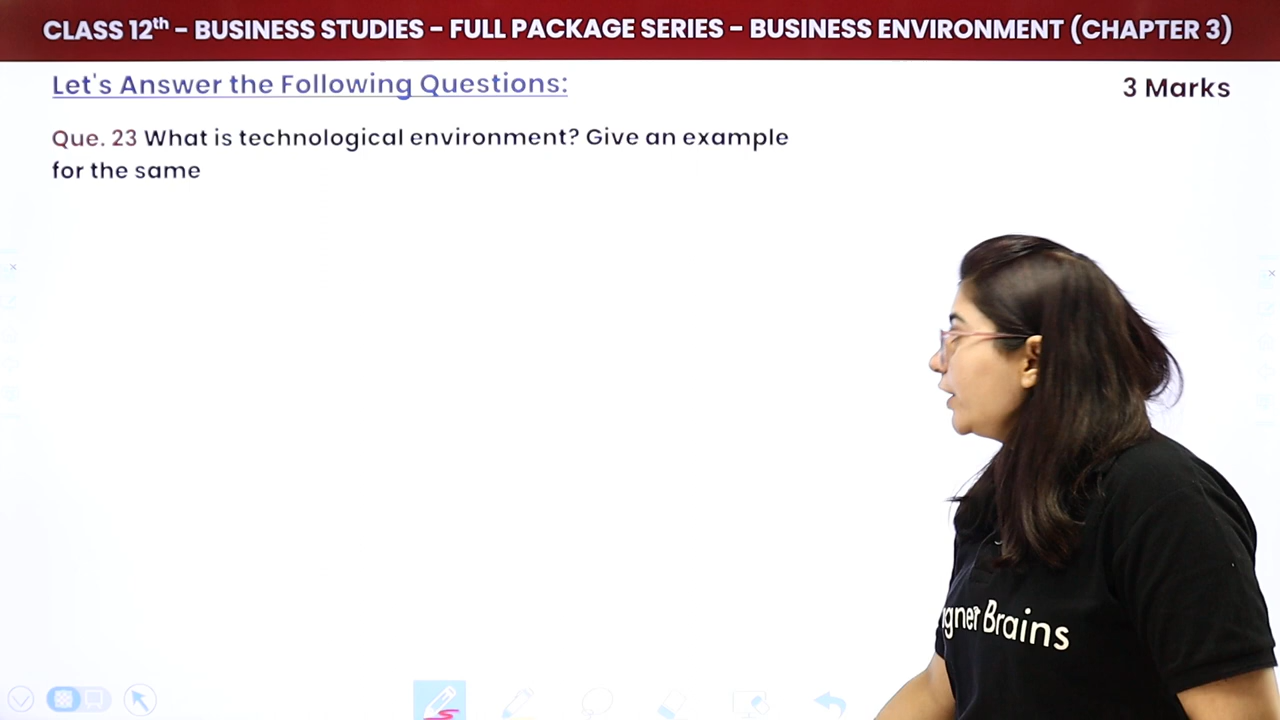 CLASS 12th – BUSINESS STUDIES – FULL PACKAGE SERIES – BUSINESS ENVIRONMENT (CHAPTER 3)
Let's Answer the Following Questions:
3 Marks
Que. 23 What is technological environment? Give an example
for the same
Brains